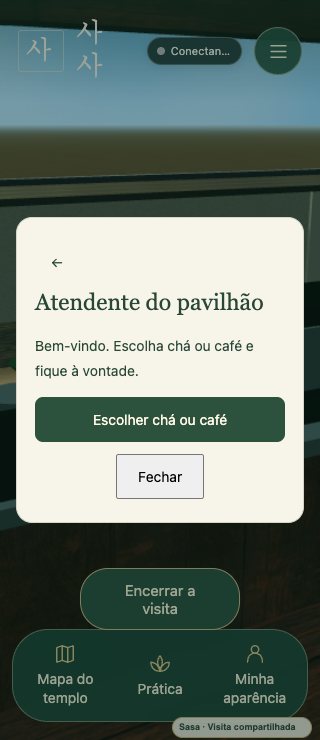 사
사
사
Conectan...
←
Atendente do pavilhão
Bem-vindo. Escolha chá ou café e
fique à vontade.
Escolher chá ou café
Fechar
Encerrar a
visita
Mapa do
templo
Prática
Minha
aparência
Sasa · Visita compartilhada